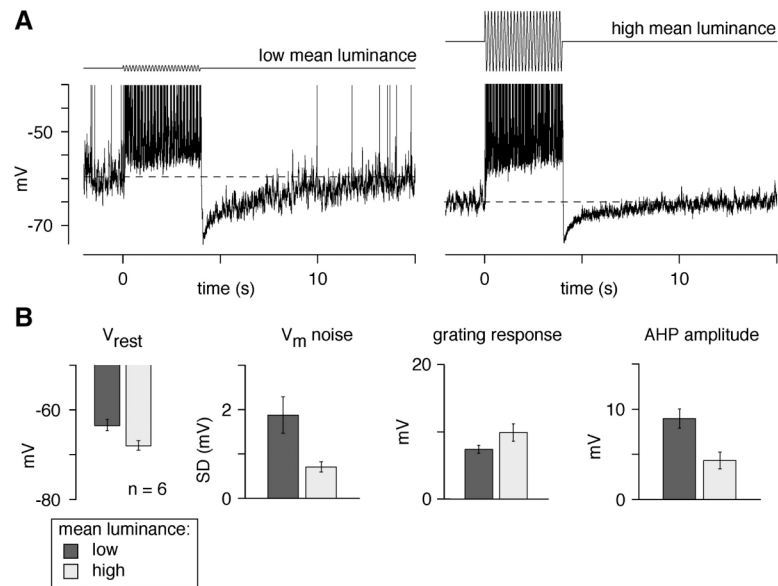 A
low mean luminance
high mean luminance
-50
-70
mV
0
10
time (s)
0
10
time (s)
B
Vrest
Vm noise
grating response
AHP amplitude
-60
-80
mV
n = 6
2
0
SD (mV)
20
0
mV
10
0
mV
mean luminance:
low
high